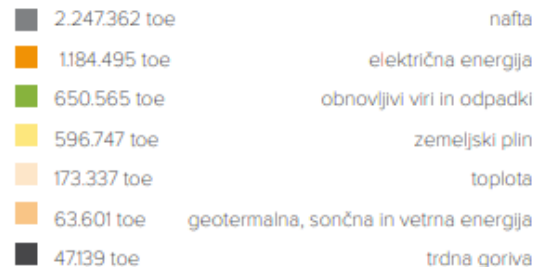 2.247.362 toe nafta
1.184.495 toe električna energija
650.565 toe obnovljivi viri in odpadki
596.747 toe zemeljski plin
173.337 toe toplota
63.601 toe geotermalna, sončna in vetrna energija
47.139 toe trdna goriva